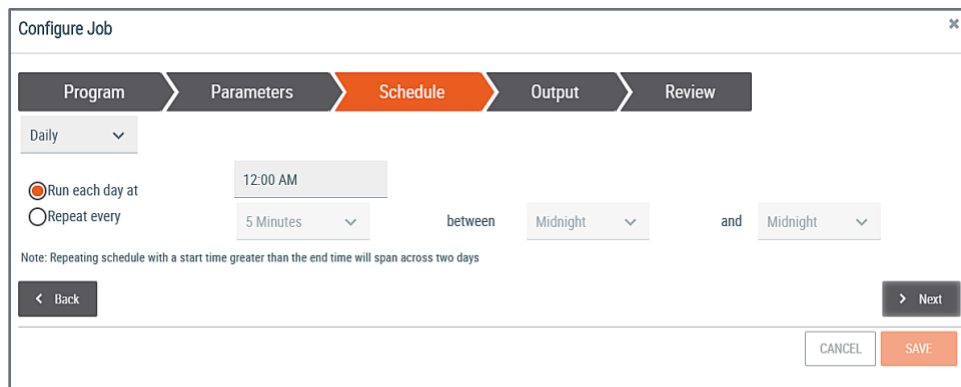 Configure Job
Program Parameters Schedule Output Review
Daily
Run each day at 12:00 AM
Repeat every 5 Minutes between Midnight and Midnight
Note: Repeating schedule with a start time greater than the end time will span across two days
Back Next
CANCEL SAVE